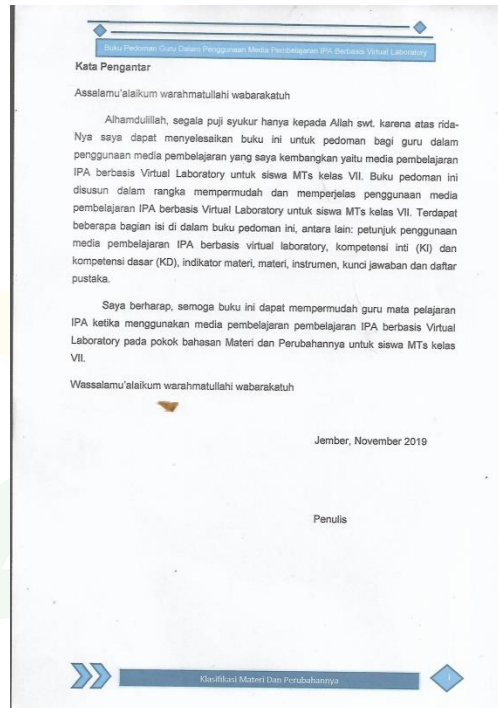 Buku Pedoman Guru Dalam Penggunaan Media Pembelajaran IPA Berbasis Virtual Laboratory
Kata Pengantar
Assalamu'alaikum warahmatullahi wabarakatuh
Alhamdulillah, segala puji syukur hanya kepada Allah swt. karena atas rida-
Nya saya dapat menyelesaikan buku ini untuk pedoman bagi guru dalam
penggunaan media pembelajaran yang saya kembangkan yaitu media pembelajaran
IPA berbasis Virtual Laboratory untuk siswa MTs kelas VII. Buku pedoman ini
disusun dalam rangka mempermudah dan memperjelas penggunaan media
pembelajaran IPA berbasis Virtual Laboratory untuk siswa MTs kelas VII. Terdapat
beberapa bagian isi di dalam buku pedoman ini, antara lain: petunjuk penggunaan
media pembelajaran IPA berbasis virtual laboratory, kompetensi inti (KI) dan
kompetensi dasar (KD), indikator materi, materi, instrumen, kunci jawaban dan daftar
pustaka.
Saya berharap, semoga buku ini dapat mempermudah guru mata pelajaran
IPA ketika menggunakan media pembelajaran pembelajaran IPA berbasis Virtual
Laboratory pada pokok bahasan Materi dan Perubahannya untuk siswa MTs kelas
VII.
Wassalamu'alaikum warahmatullahi wabarakatuh
Jember, November 2019
Penulis
Klasifikasi Materi Dan Perubahannya
i